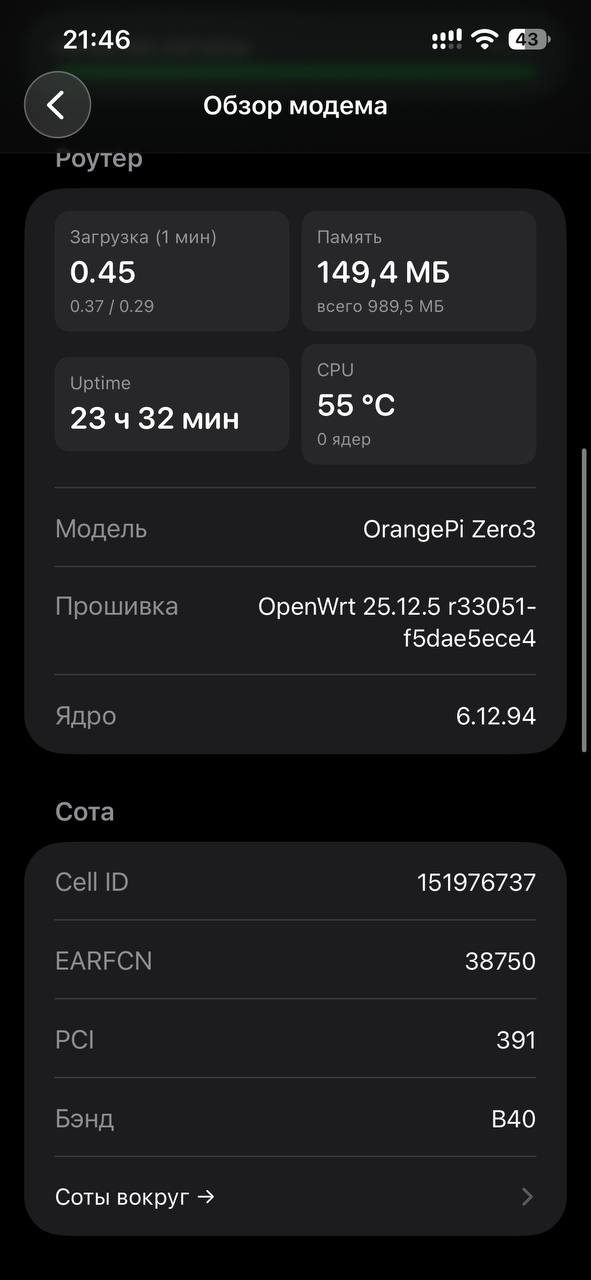 21:46
43
Обзор модема
Роутер
Загрузка (1 мин)
0.45
0.37 / 0.29
Память
149,4 МБ
всего 989,5 МБ
Uptime
23 ч 32 мин
CPU
55 °C
0 ядер
Модель
OrangePi Zero3
Прошивка
OpenWrt 25.12.5 r33051-
f5dae5ece4
Ядро
6.12.94
Сота
Cell ID
151976737
EARFCN
38750
PCI
391
Бэнд
B40
Соты вокруг →